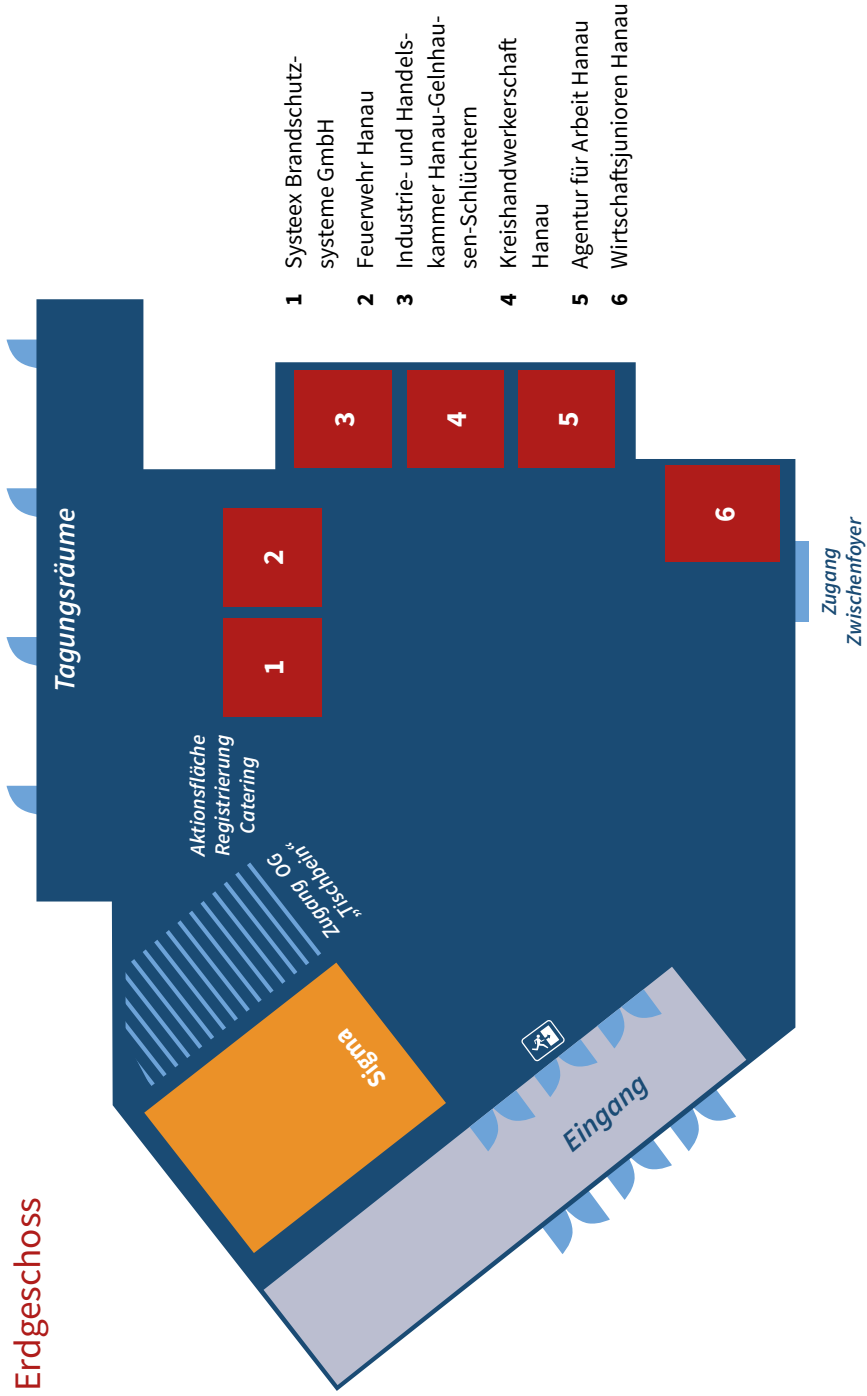 Erdgeschoss
Tagungsräume
Aktionsfläche
Registrierung
Catering
Zugang OG
„Tischbein“
Sigma
Eingang
1
2
3
4
5
6
Zugang
Zwischenfoyer
1 Systeex Brandschutz-
systeme GmbH
2 Feuerwehr Hanau
3 Industrie- und Handels-
kammer Hanau-Gelnhau-
sen-Schlüchtern
4 Kreishandwerkerschaft
Hanau
5 Agentur für Arbeit Hanau
6 Wirtschaftsjunioren Hanau